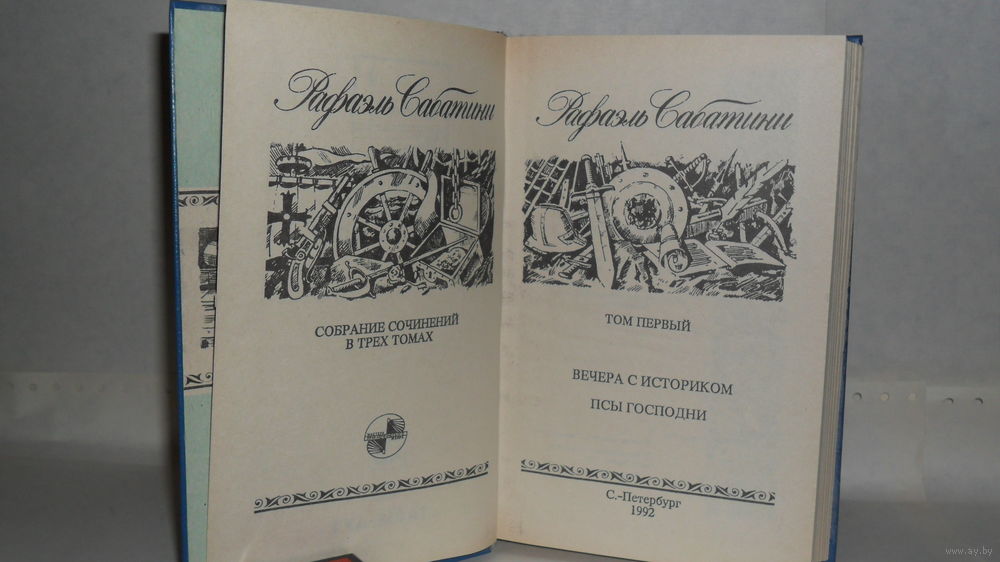 Рафаэль Сабатини
СОБРАНИЕ СОЧИНЕНИЙ
В ТРЕХ ТОМАХ
Рафаэль Сабатини
ТОМ ПЕРВЫЙ
ВЕЧЕРА С ИСТОРИКОМ
ПСЫ ГОСПОДНИ
С.-Петербург
1992
www.ay.by